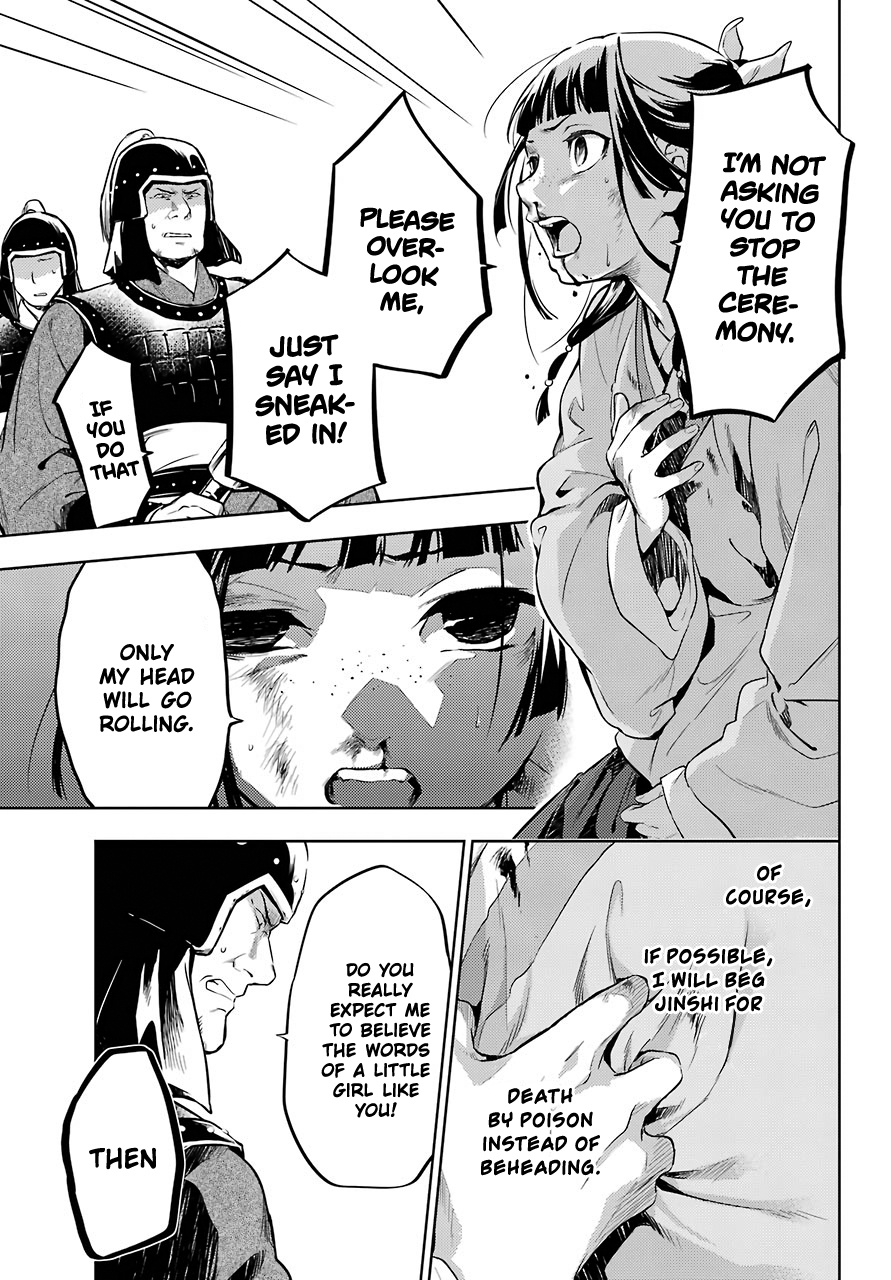 I'M NOT
ASKING
YOU TO
STOP
THE
CERE-
MONY.
PLEASE
OVER-
LOOK
ME,
JUST
SAY I
SNEAK-
ED IN!
IF
YOU
DO
THAT
ONLY
MY HEAD
WILL GO
ROLLING.
OF
COURSE,
IF POSSIBLE,
I WILL BEG
JINSHI FOR
DEATH
BY POISON
INSTEAD OF
BEHEADING.
DO YOU
REALLY
EXPECT ME
TO BELIEVE
THE WORDS
OF A LITTLE
GIRL LIKE
YOU!
THEN